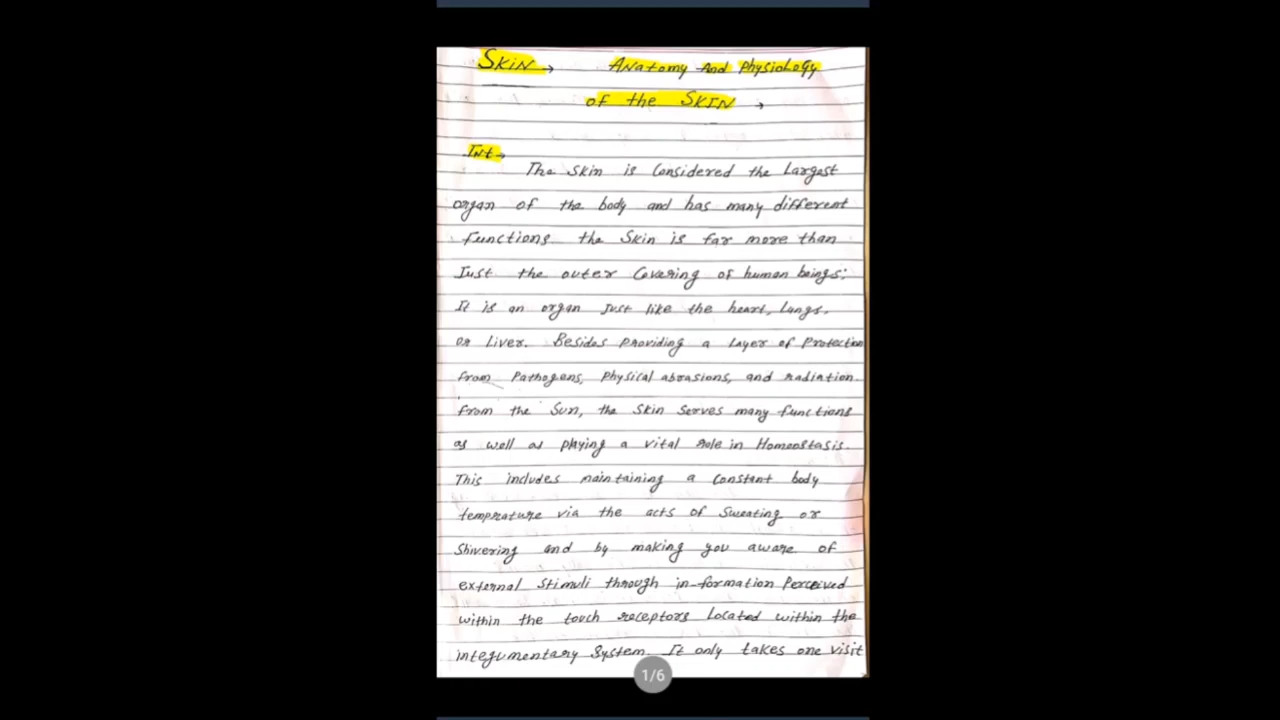 SKIN → Anatomy And Physiology
of the SKIN →
Int →
The skin is Considered the Largest
organ of the body and has many different
functions the Skin is far more than
Just the outer Covering of human beings;
It is an organ Just like the heart, lungs,
or Liver. Besides providing a layer of Protection
from Pathogens, Physical abrasions, and radiation
from the Sun, the skin serves many functions
as well as playing a vital role in Homeostasis.
This includes maintaining a constant body
temprature via the acts of Sweating or
Shivering and by making you aware of
external Stimuli through in-formation Perceived
within the touch receptors Located within the
integumentary System. It only takes one visit
1/6